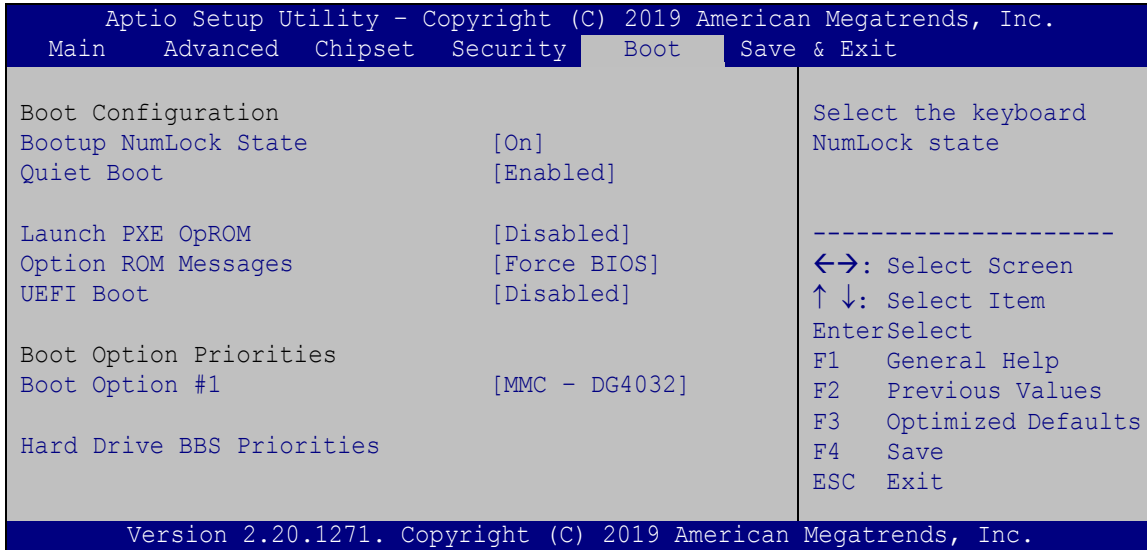 Aptio Setup Utility – Copyright (C) 2019 American Megatrends, Inc.
Main Advanced Chipset Security Boot Save & Exit
Boot Configuration
Bootup NumLock State [On]
Quiet Boot [Enabled]
Launch PXE OpROM [Disabled]
Option ROM Messages [Force BIOS]
UEFI Boot [Disabled]
Boot Option Priorities
Boot Option #1 [MMC – DG4032]
Hard Drive BBS Priorities
Select the keyboard
NumLock state
---------------------
←→: Select Screen
↑ ↓: Select Item
EnterSelect
F1 General Help
F2 Previous Values
F3 Optimized Defaults
F4 Save
ESC Exit
Version 2.20.1271. Copyright (C) 2019 American Megatrends, Inc.